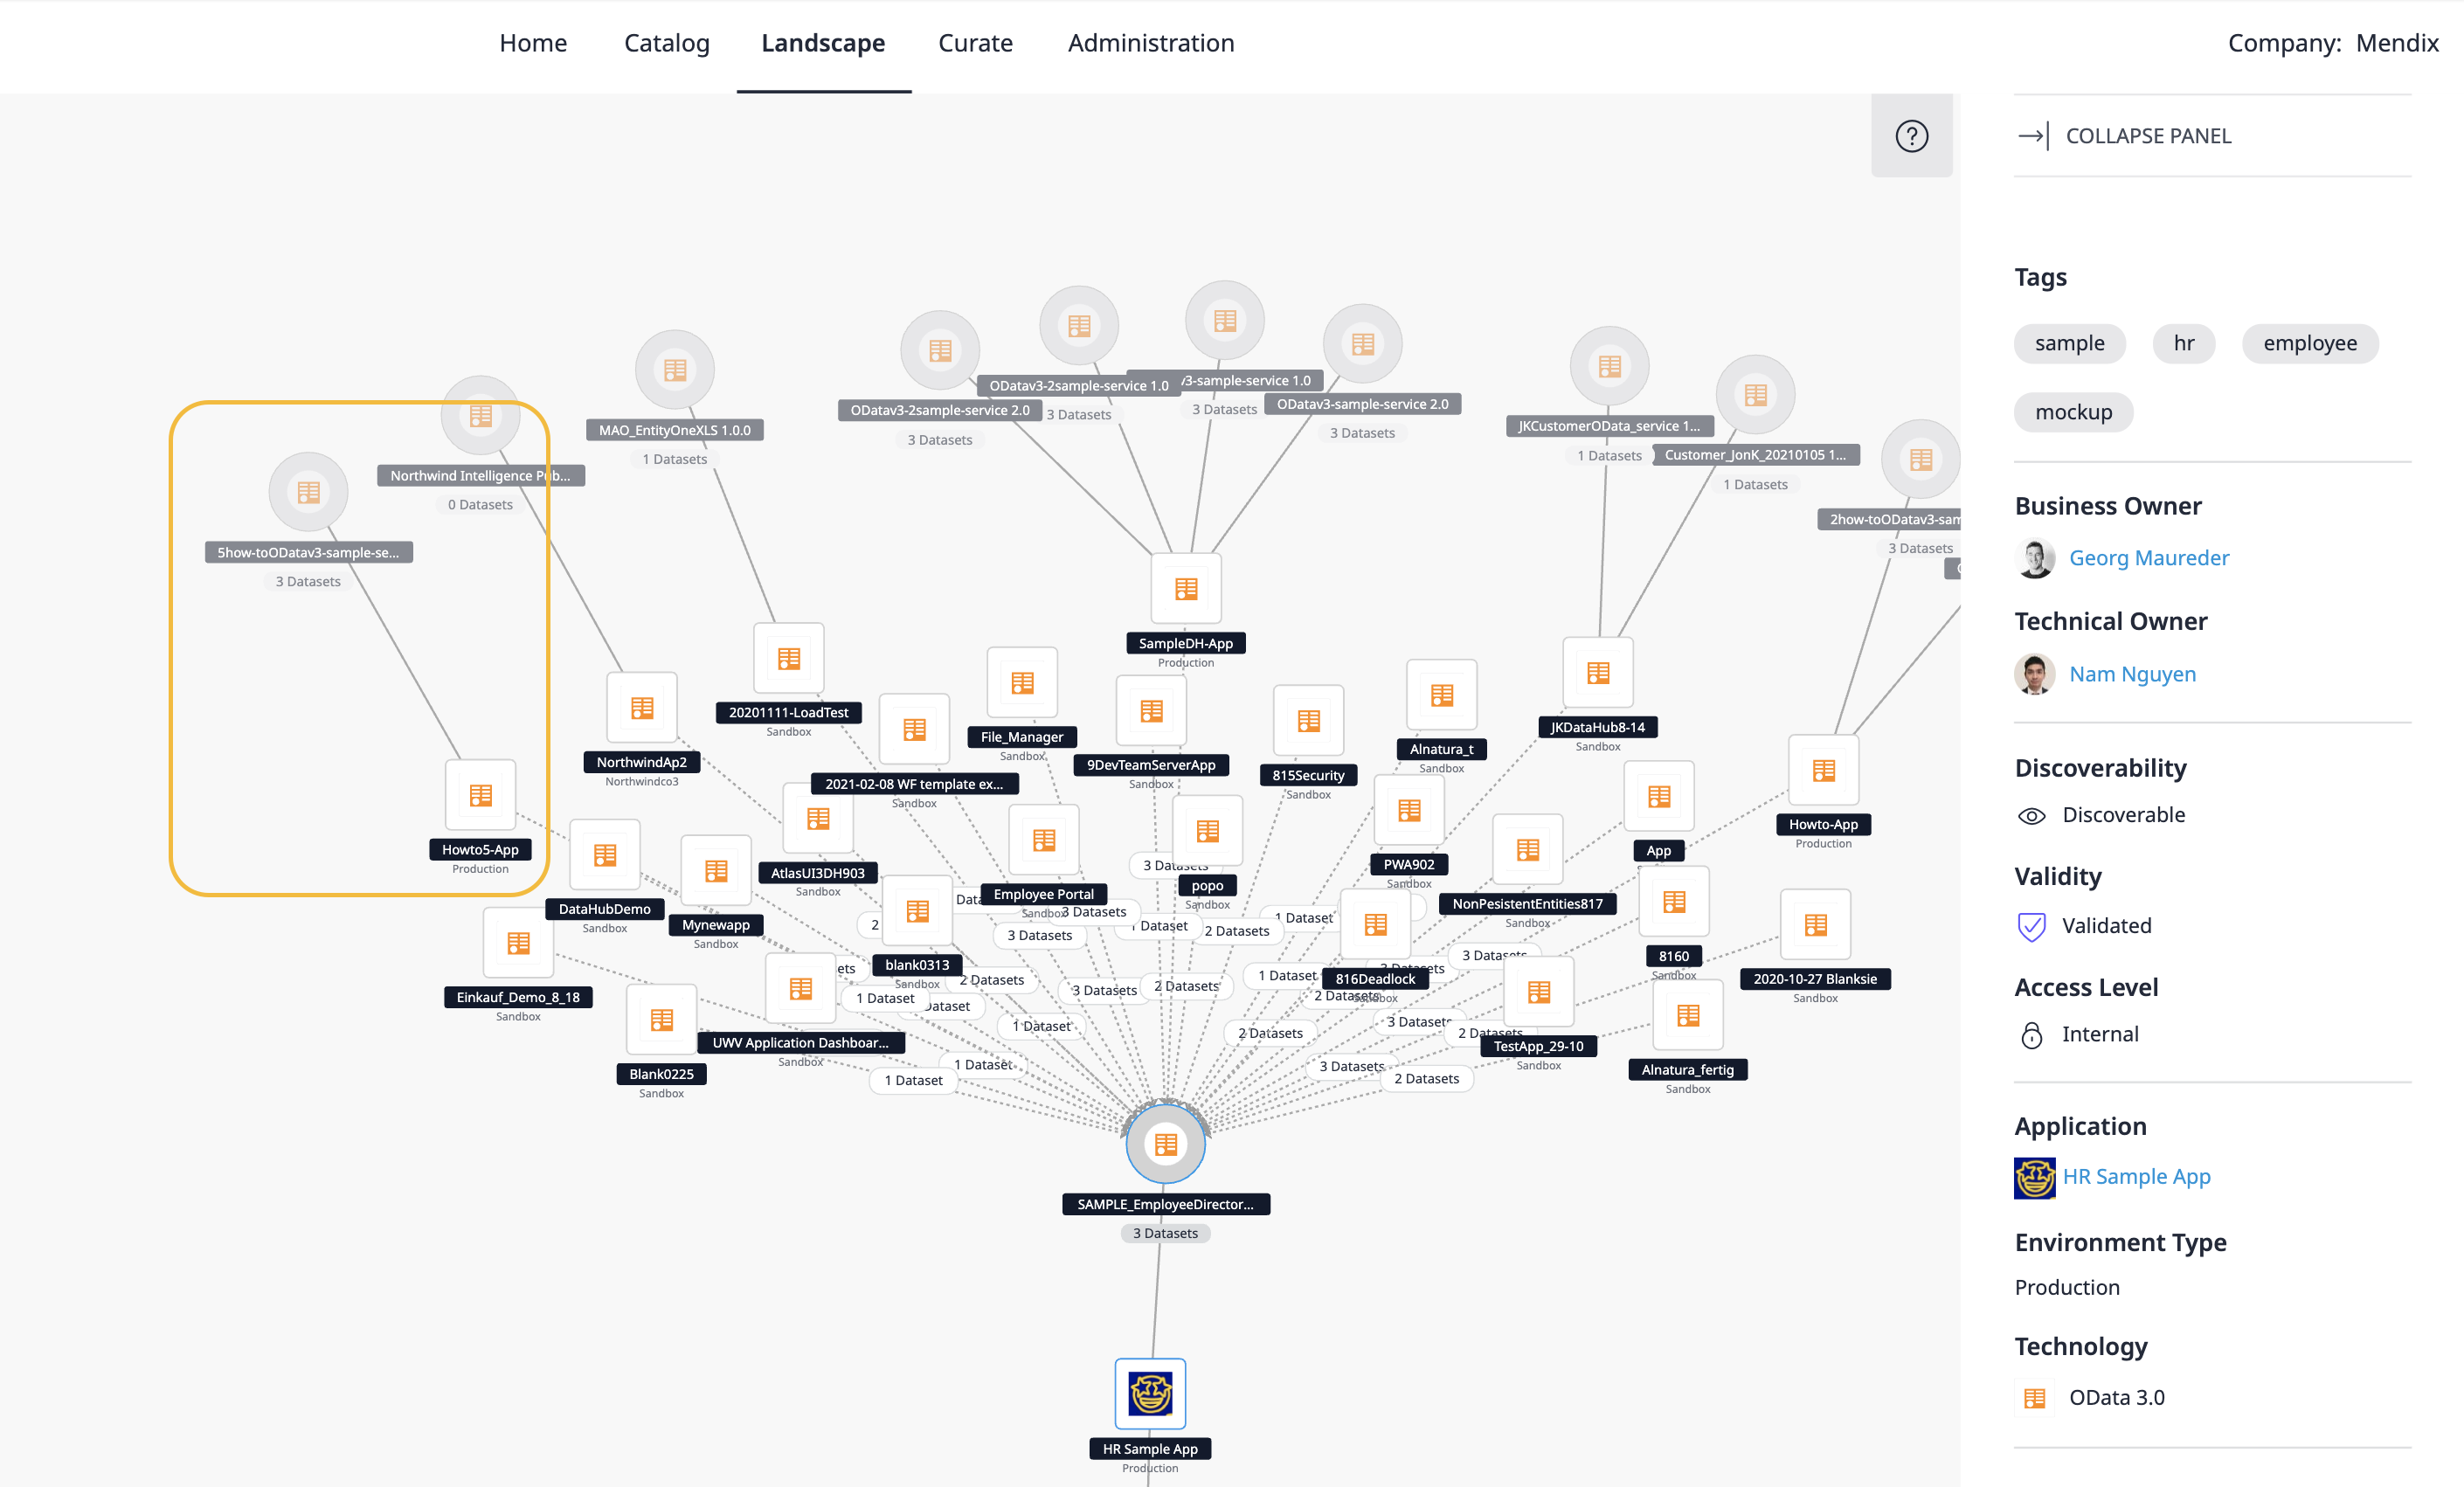 Home Catalog Landscape Curate Administration Company: Mendix
COLLAPSE PANEL
Tags
sample hr employee
mockup
Business Owner
Georg Maureder
Technical Owner
Nam Nguyen
Discoverability
Discoverable
Validity
Validated
Access Level
Internal
Application
HR Sample App
Environment Type
Production
Technology
OData 3.0
5how-toODatav3-sample-se...
3 Datasets
Northwind Intelligence Pub...
0 Datasets
MAO_EntityOneXLS 1.0.0
1 Datasets
ODatav3-2sample-service 2.0
3 Datasets
ODatav3-2sample-service 1.0
3 Datasets
v3-sample-service 1.0
3 Datasets
ODatav3-sample-service 2.0
3 Datasets
JKCustomerOData_service 1...
1 Datasets
Customer_JonK_20210105 1...
1 Datasets
2how-toODatav3-sam
3 Datasets
SampleDH-App
Production
20201111-LoadTest
Sandbox
NorthwindAp2
Northwindco3
Howto5-App
Production
File_Manager
Sandbox
9DevTeamServerApp
Sandbox
815Security
Sandbox
Alnatura_t
Sandbox
JKDataHub8-14
Sandbox
Howto-App
Production
2021-02-08 WF template ex...
Sandbox
AtlasUI3DH903
Sandbox
DataHubDemo
Sandbox
Mynewapp
Sandbox
Employee Portal
Sandbox
popo
Sandbox
PWA902
Sandbox
App
NonPesistentEntities817
Sandbox
8160
Sandbox
2020-10-27 Blanksie
Sandbox
Einkauf_Demo_8_18
Sandbox
blank0313
Sandbox
816Deadlock
Sandbox
UWV Application Dashboar...
Sandbox
Blank0225
Sandbox
TestApp_29-10
Sandbox
Alnatura_fertig
Sandbox
3 Datasets
3 Datasets
1 Dataset
2 Datasets
1 Dataset
3 Datasets
2 Datasets
1 Dataset
3 Datasets
2 Datasets
1 Dataset
3 Datasets
2 Datasets
1 Dataset
2 Datasets
3 Datasets
2 Datasets
1 Dataset
1 Dataset
3 Datasets
2 Datasets
SAMPLE_EmployeeDirector...
3 Datasets
HR Sample App
Production